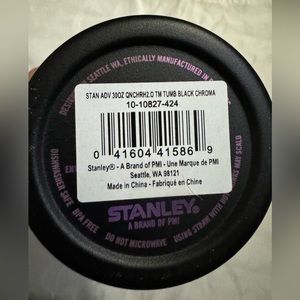 DESIGNED IN SEATTLE WA, ETHICALLY MANUFACTURED IN
STAN ADV 30OZ QNCHRH2.0 TM TUMB BLACK CHROMA
10-10827-424
0 41604 41586 9
Stanley® - A Brand of PMI - Une Marque de PMI
Seattle, WA 98121
Made in China - Fabriqué en Chine
DISHWASHER SAFE
BPA FREE
STANLEY
A BRAND OF PMI
DO NOT MICROWAVE
USING STRAW WITH HOT
MAY SCALD